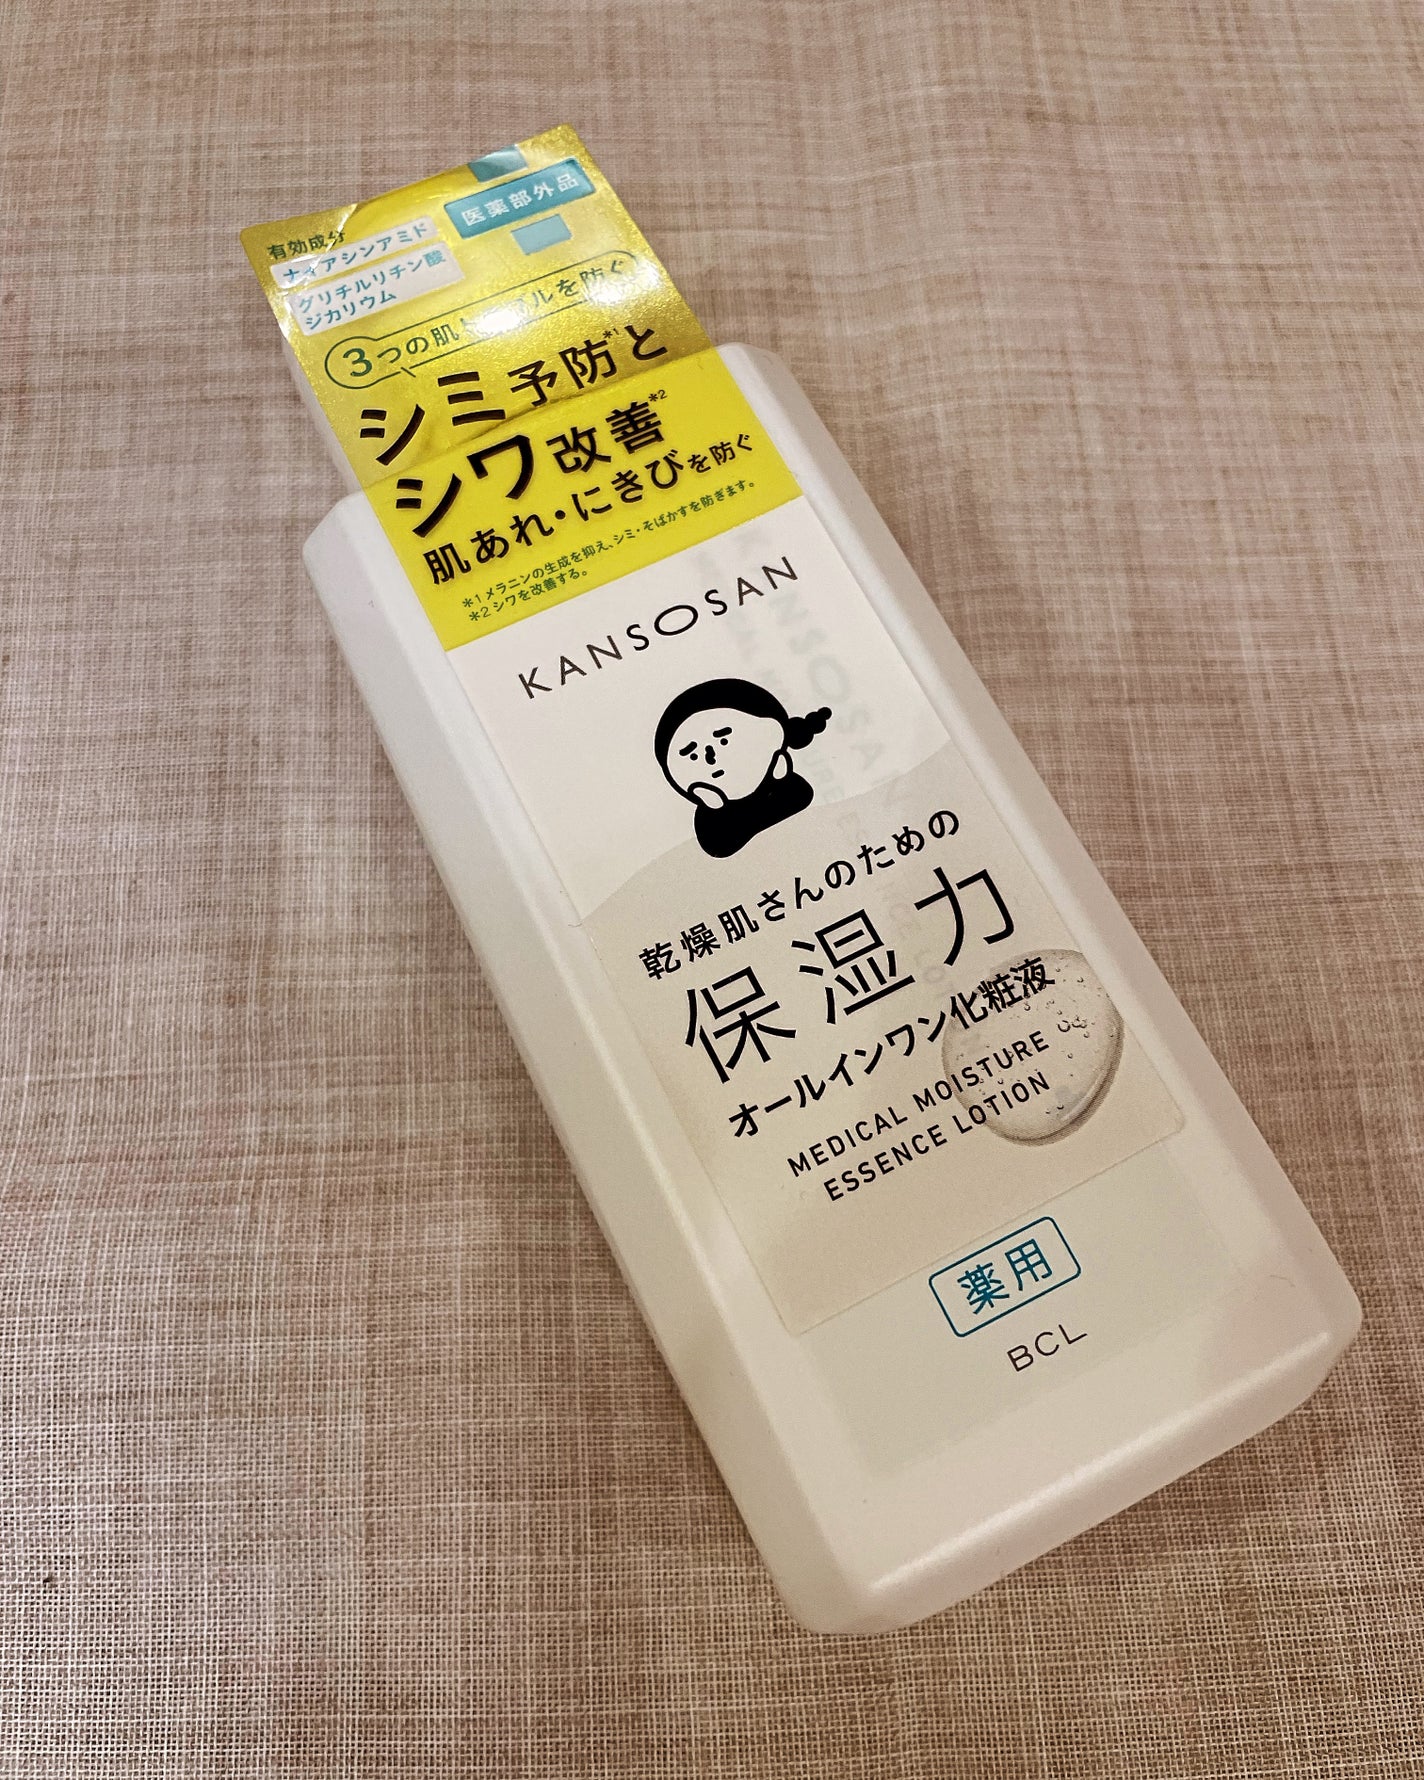 医薬部外品
有効成分
ナイアシンアミド
グリチルリチン酸
ジカリウム
3つの肌トラブルを防ぐ
シミ予防*1と
シワ改善*2
肌あれ・にきびを防ぐ
*1 メラニンの生成を抑え、シミ・そばかすを防ぎます。
*2 シワを改善する。
KANSOSAN
乾燥肌さんのための
保湿力
オールインワン化粧液
MEDICAL MOISTURE
ESSENCE LOTION
薬用
BCL